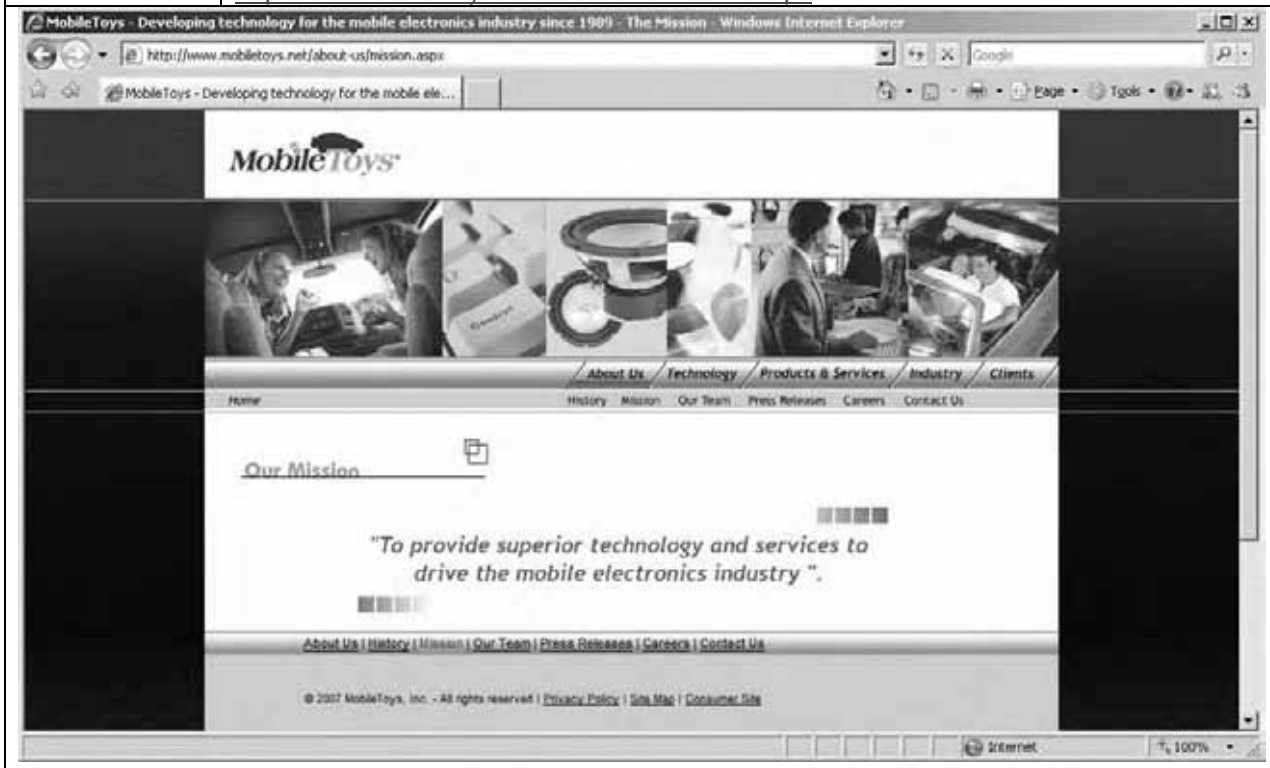 MobileToys - Developing technology for the mobile electronics industry since 1989 - The Mission - Windows Internet Explorer
http://www.mobiletoys.net/about-us/mission.aspx
Google
MobileToys - Developing technology for the mobile ele...
Page
Tools
MobileToys
About Us
Technology
Products & Services
Industry
Clients
Home
History
Mission
Our Team
Press Releases
Careers
Contact Us
Our Mission
"To provide superior technology and services to
drive the mobile electronics industry ".
About Us | History | Mission | Our Team | Press Releases | Careers | Contact Us
© 2007 MobileToys, Inc. - All rights reserved | Privacy Policy | Site Map | Consumer Site
Internet
100%